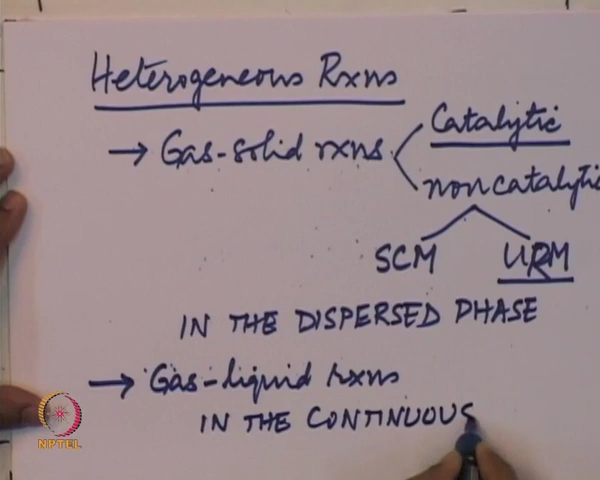 Heterogeneous Rxns
→ Gas-solid rxns
Catalytic
noncatalytic
SCM URM
IN THE DISPERSED PHASE
→ Gas-liquid rxns
IN THE CONTINUOUS
NPTEL